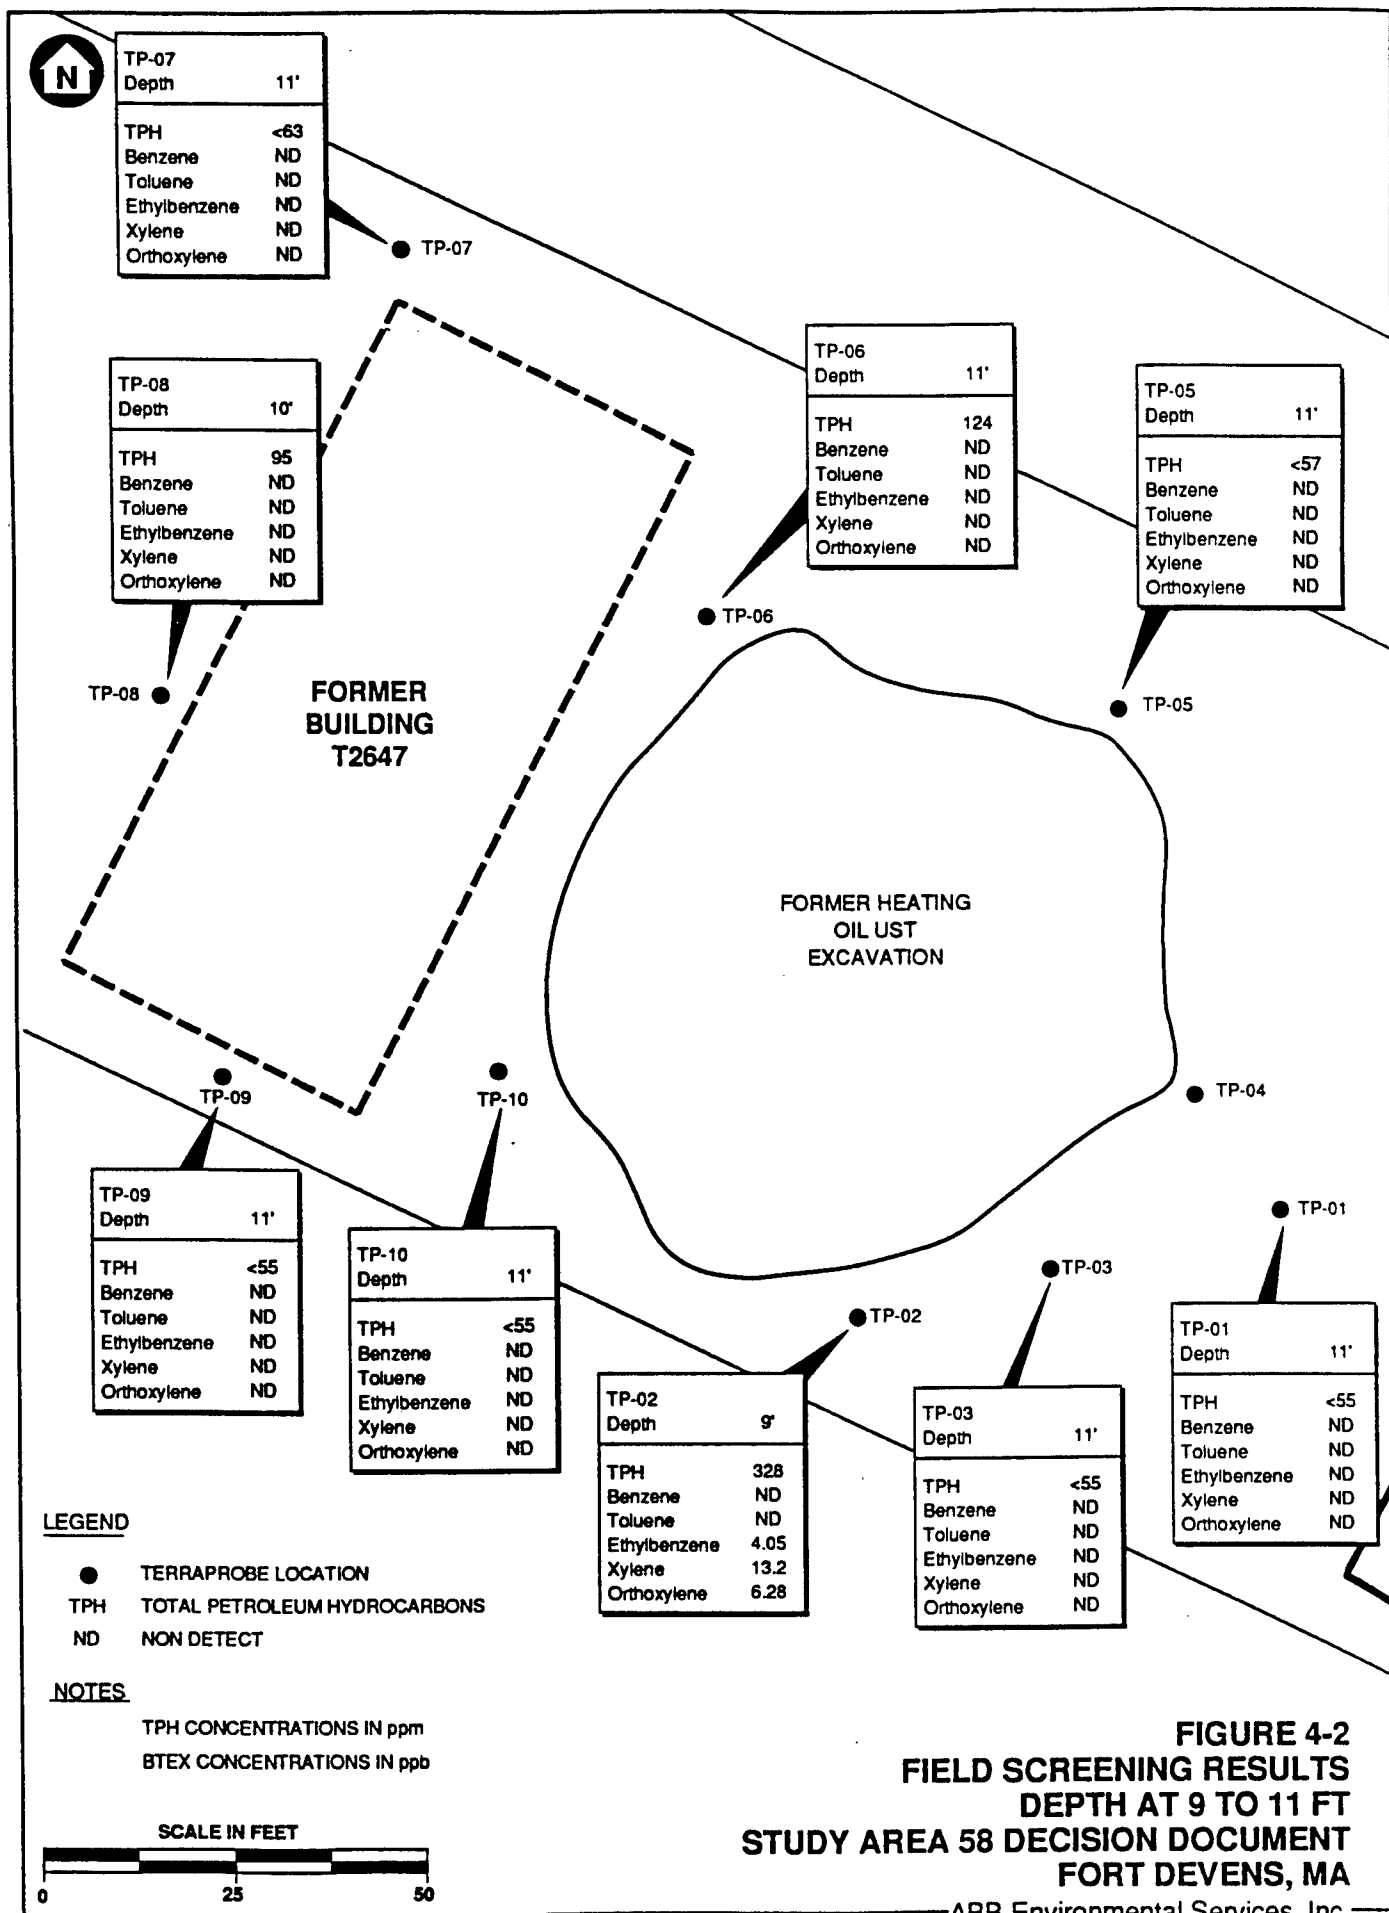 N
TP-07
Depth 11'
TPH <63
Benzene ND
Toluene ND
Ethylbenzene ND
Xylene ND
Orthoxylene ND
TP-07
TP-08
Depth 10'
TPH 95
Benzene ND
Toluene ND
Ethylbenzene ND
Xylene ND
Orthoxylene ND
TP-08
TP-06
Depth 11'
TPH 124
Benzene ND
Toluene ND
Ethylbenzene ND
Xylene ND
Orthoxylene ND
TP-06
TP-05
Depth 11'
TPH <57
Benzene ND
Toluene ND
Ethylbenzene ND
Xylene ND
Orthoxylene ND
TP-05
FORMER
BUILDING
T2647
FORMER HEATING
OIL UST
EXCAVATION
TP-09
TP-10
TP-04
TP-01
TP-03
TP-02
TP-09
Depth 11'
TPH <55
Benzene ND
Toluene ND
Ethylbenzene ND
Xylene ND
Orthoxylene ND
TP-10
Depth 11'
TPH <55
Benzene ND
Toluene ND
Ethylbenzene ND
Xylene ND
Orthoxylene ND
TP-02
Depth 9'
TPH 328
Benzene ND
Toluene ND
Ethylbenzene 4.05
Xylene 13.2
Orthoxylene 6.28
TP-03
Depth 11'
TPH <55
Benzene ND
Toluene ND
Ethylbenzene ND
Xylene ND
Orthoxylene ND
TP-01
Depth 11'
TPH <55
Benzene ND
Toluene ND
Ethylbenzene ND
Xylene ND
Orthoxylene ND
LEGEND
TERRAPROBE LOCATION
TPH TOTAL PETROLEUM HYDROCARBONS
ND NON DETECT
NOTES
TPH CONCENTRATIONS IN ppm
BTEX CONCENTRATIONS IN ppb
SCALE IN FEET
0 25 50
FIGURE 4-2
FIELD SCREENING RESULTS
DEPTH AT 9 TO 11 FT
STUDY AREA 58 DECISION DOCUMENT
FORT DEVENS, MA
ABB Environmental Services, Inc.